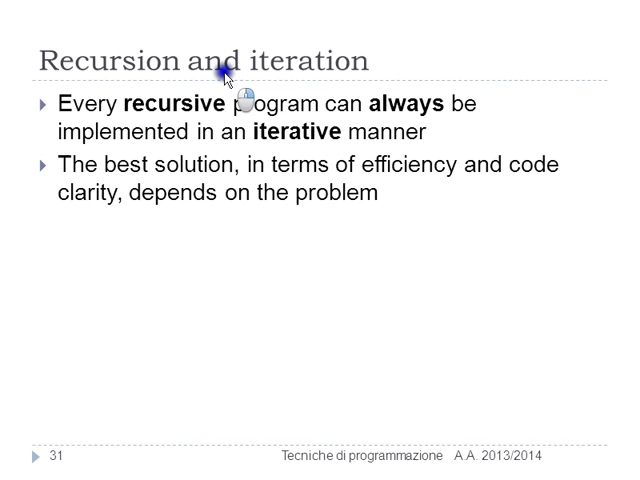 Recursion and iteration
Every recursive program can always be
implemented in an iterative manner
The best solution, in terms of efficiency and code
clarity, depends on the problem
31 Tecniche di programmazione A.A. 2013/2014